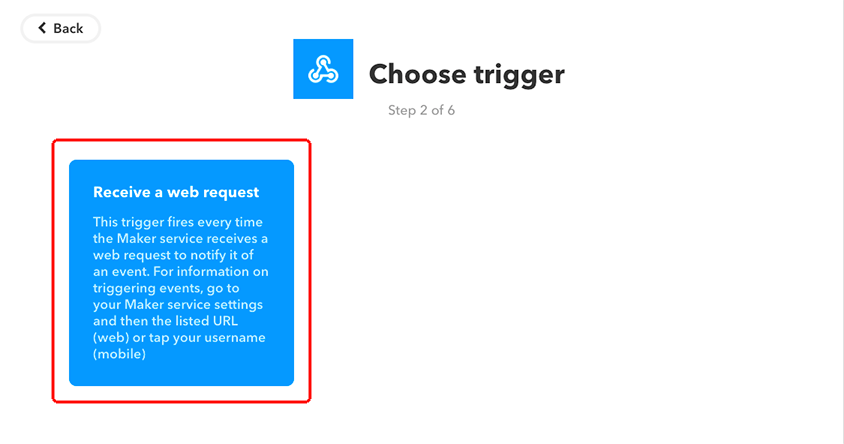 Back
Choose trigger
Step 2 of 6
Receive a web request
This trigger fires every time
the Maker service receives a
web request to notify it of
an event. For information on
triggering events, go to
your Maker service settings
and then the listed URL
(web) or tap your username
(mobile)